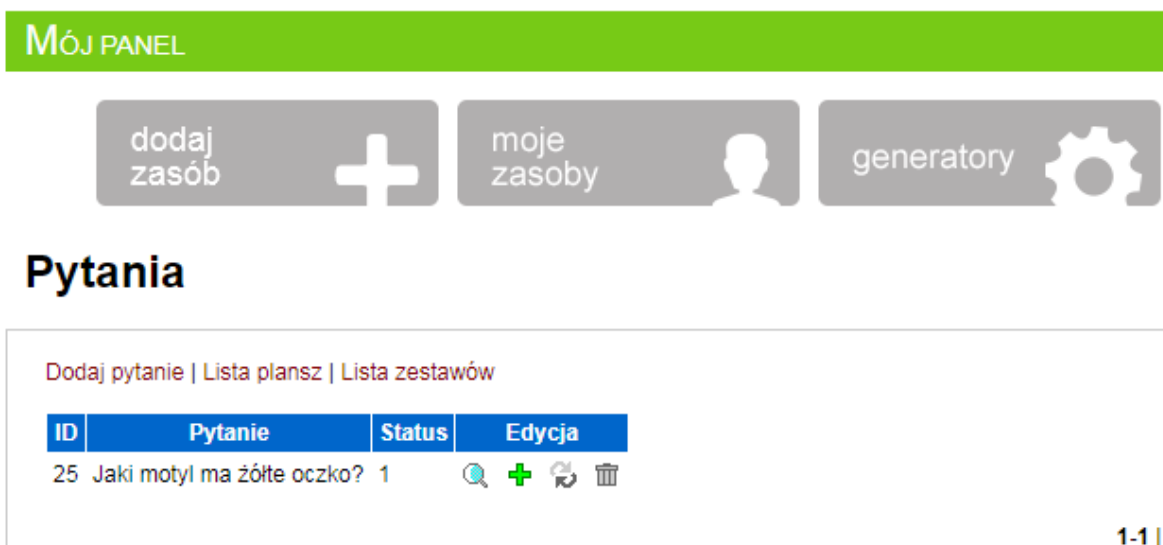 MÓJ PANEL
dodaj zasób
moje zasoby
generatory
Pytania
Dodaj pytanie | Lista plansz | Lista zestawów
ID Pytanie Status Edycja
25 Jaki motyl ma żółte oczko? 1
1-1 |